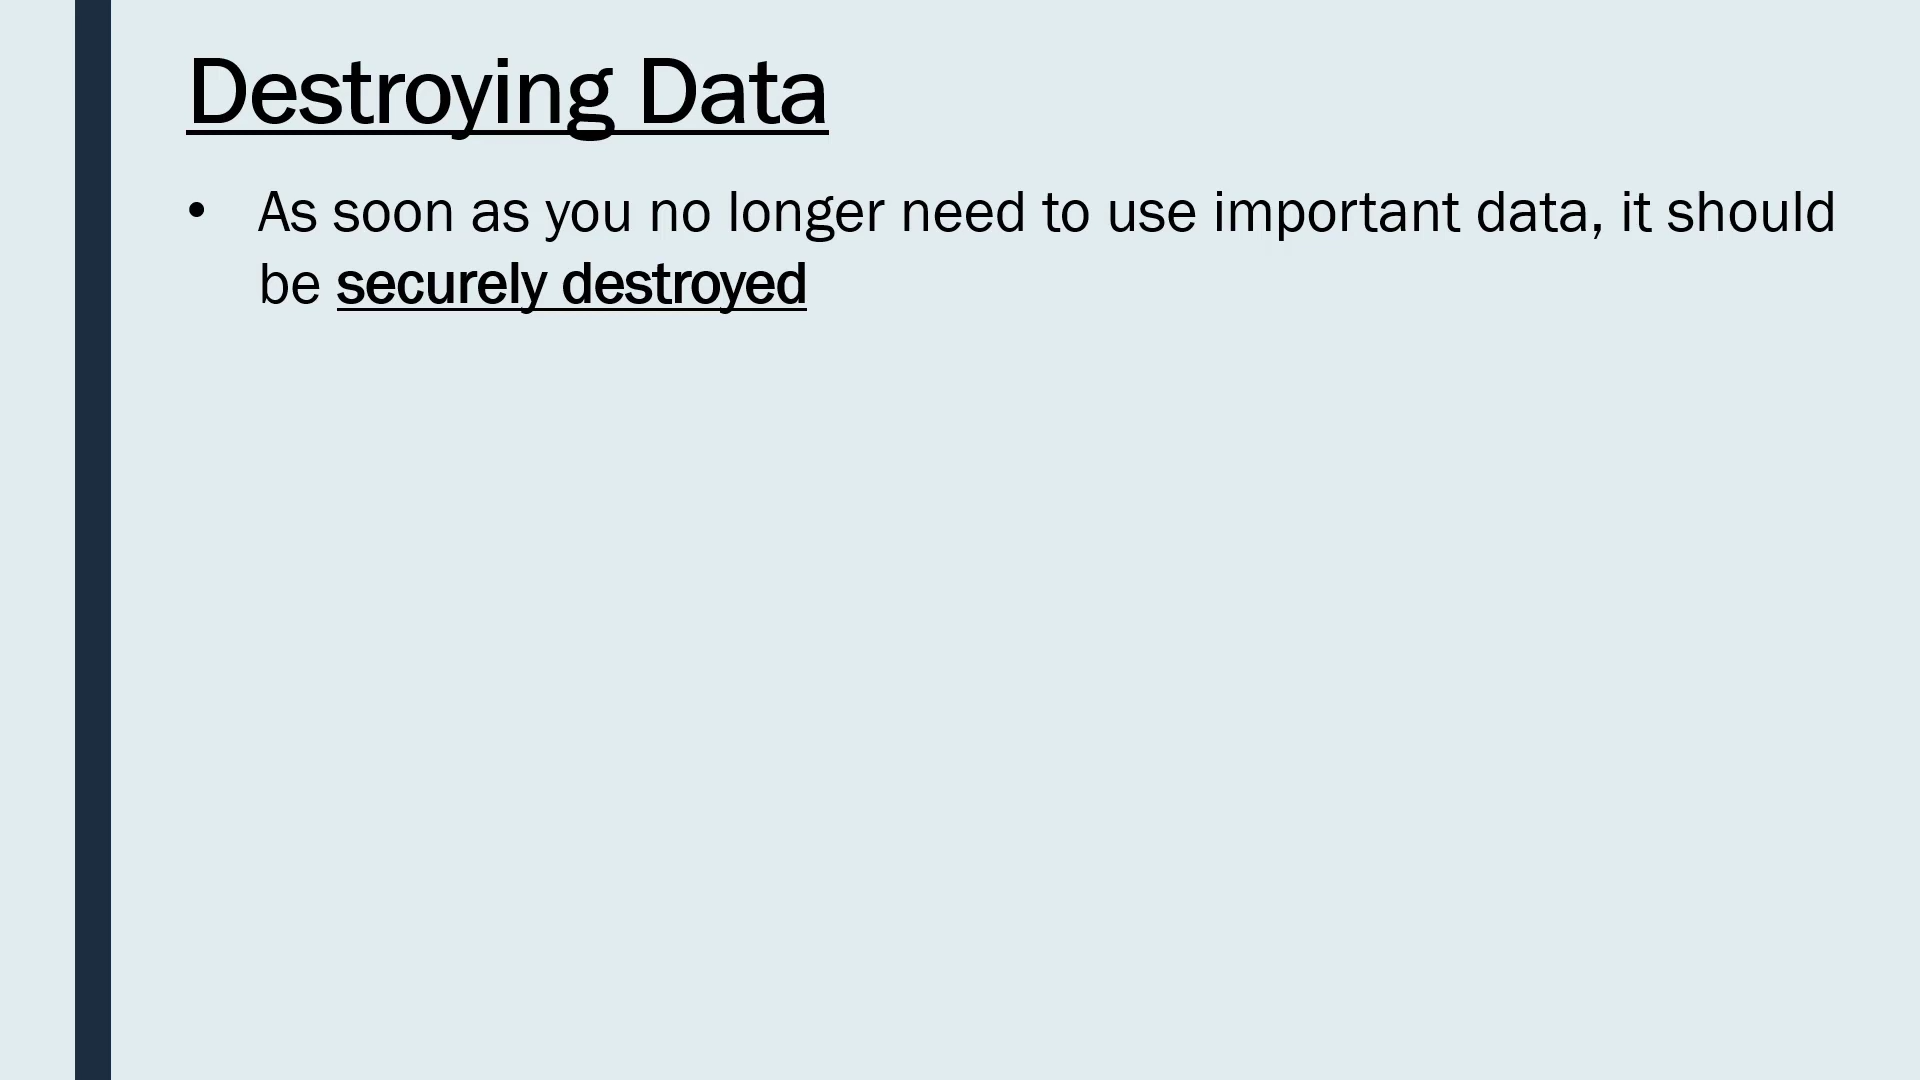 Destroying Data
• As soon as you no longer need to use important data, it should
be securely destroyed